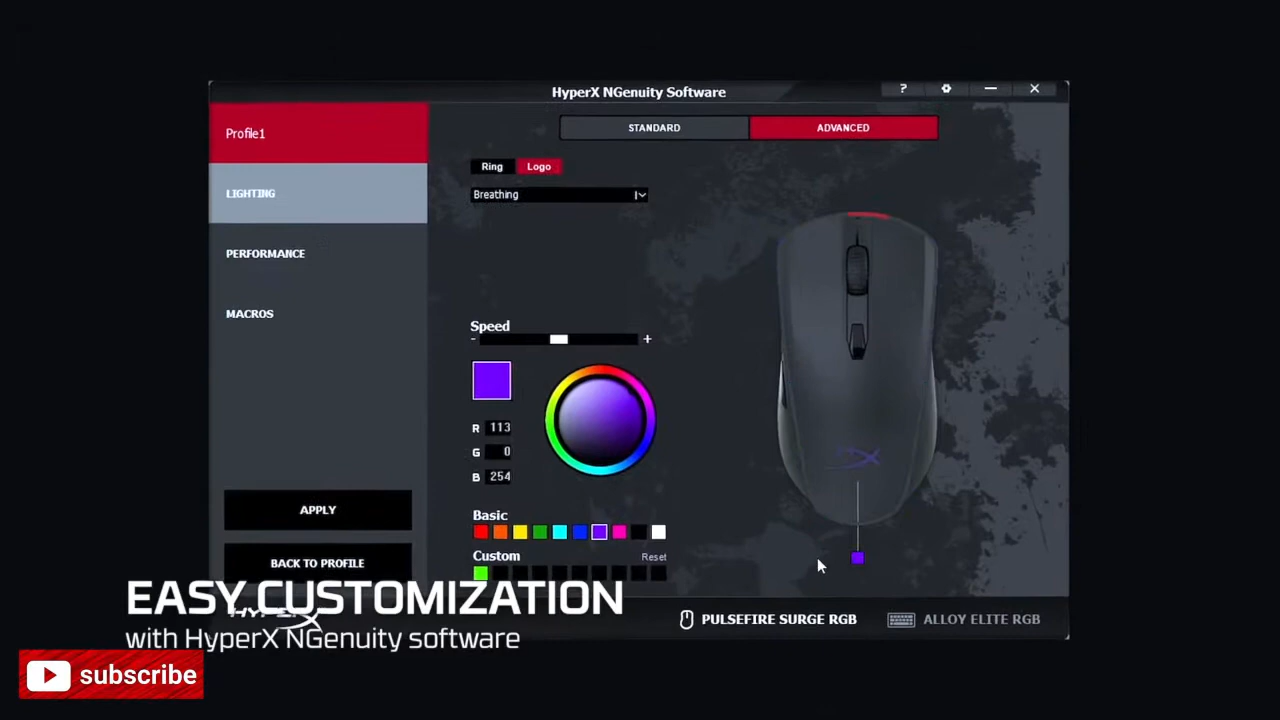 HyperX NGenuity Software
?
Profile1
STANDARD
ADVANCED
LIGHTING
Ring
Logo
Breathing
PERFORMANCE
MACROS
Speed
- +
R 113
G 0
B 254
Basic
Custom
Reset
APPLY
BACK TO PROFILE
HYPERX
EASY CUSTOMIZATION
with HyperX NGenuity software
PULSEFIRE SURGE RGB
ALLOY ELITE RGB
subscribe